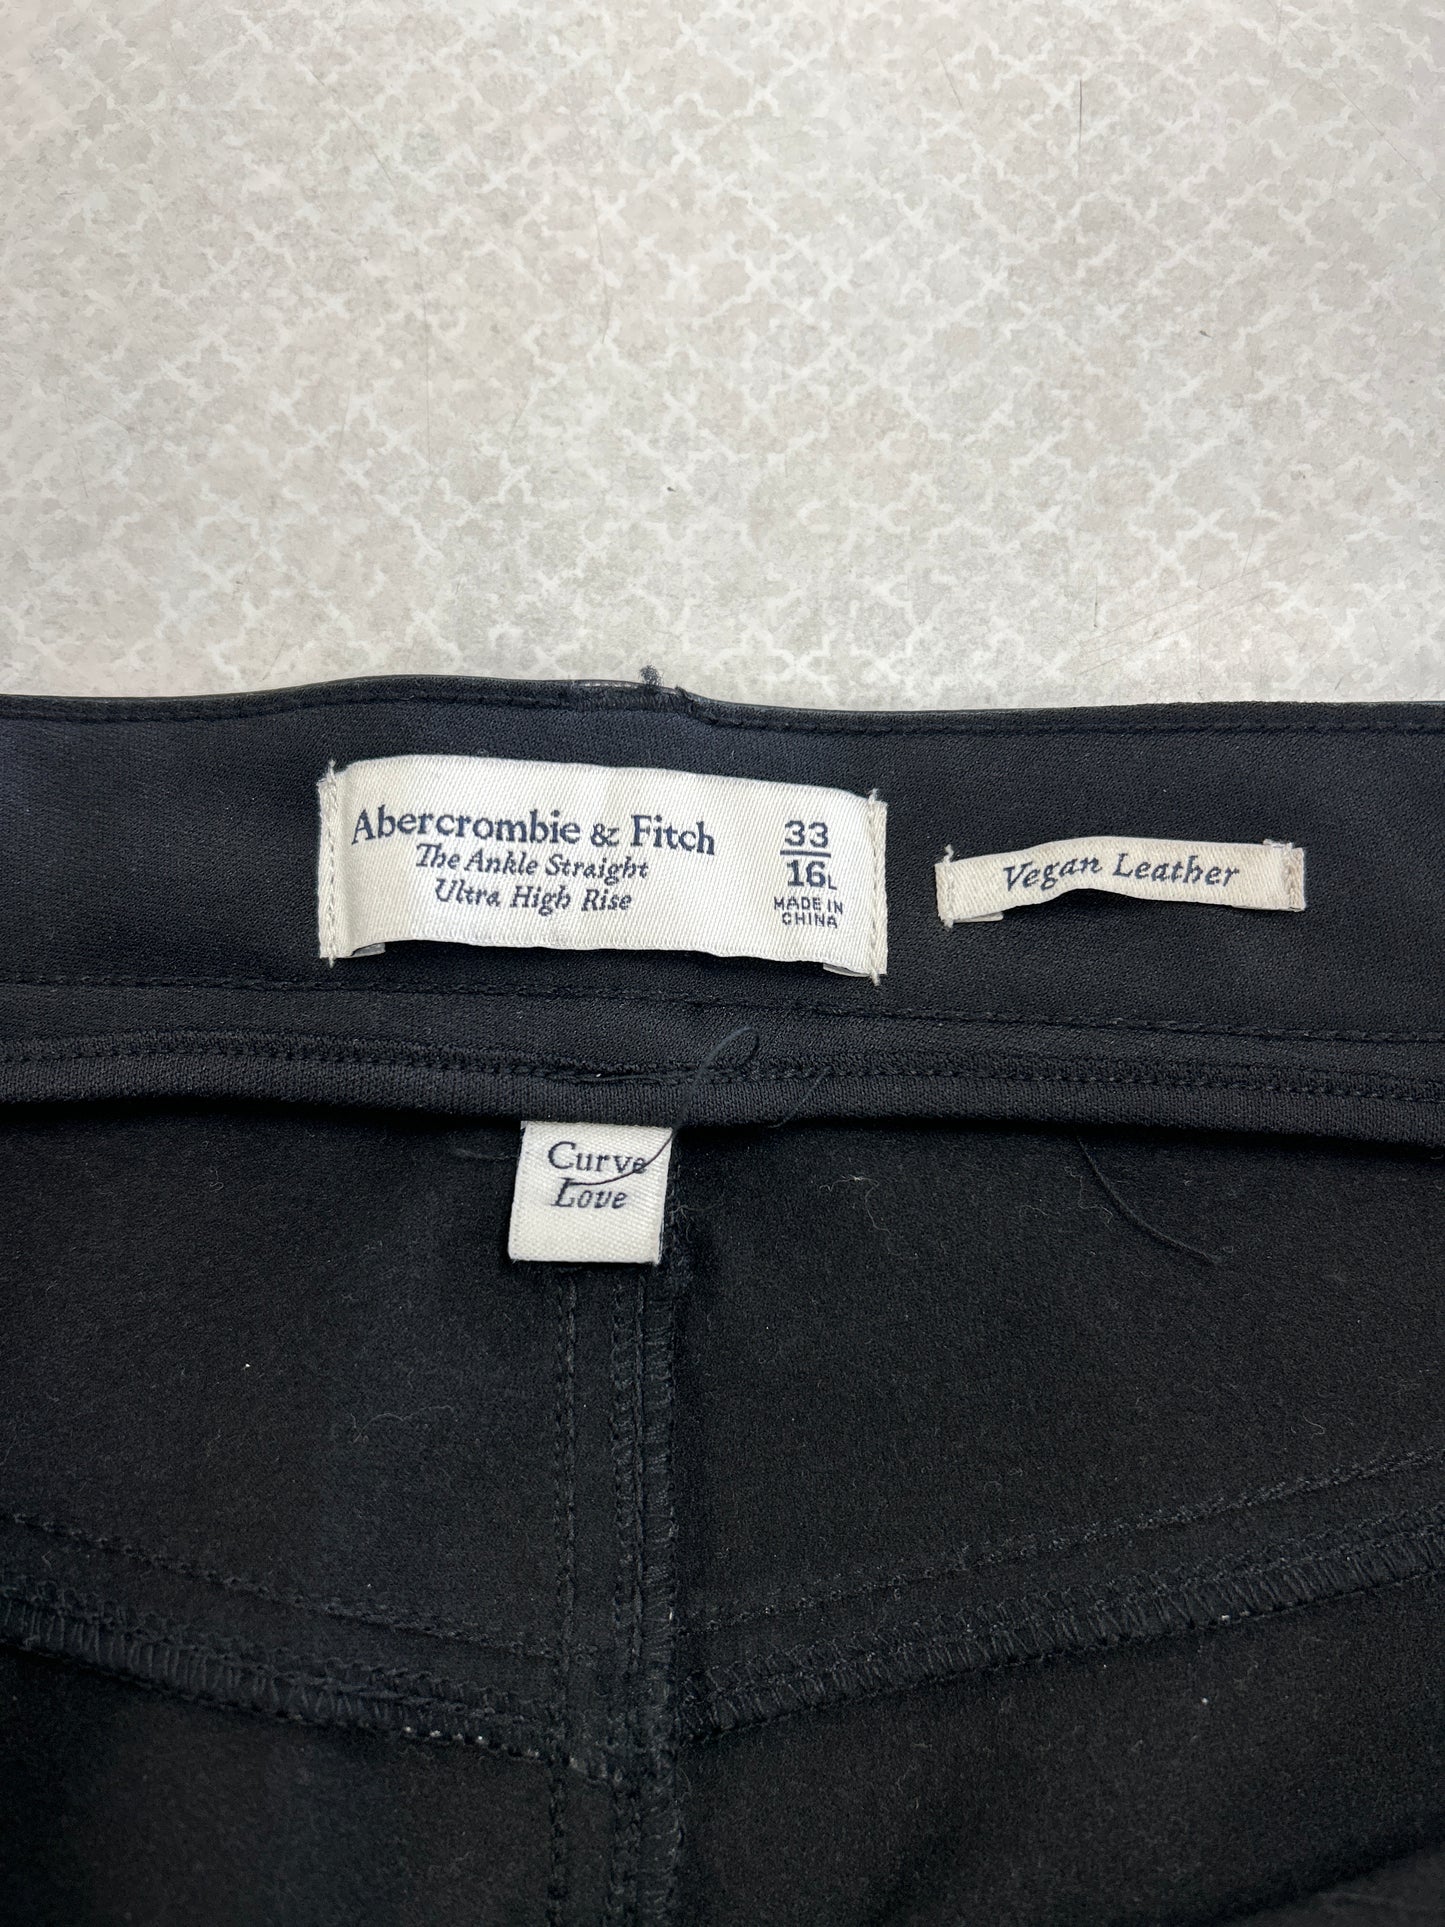 Abercrombie & Fitch
The Ankle Straight
Ultra High Rise
33
16L
MADE IN
CHINA
Vegan Leather
Curve
Love